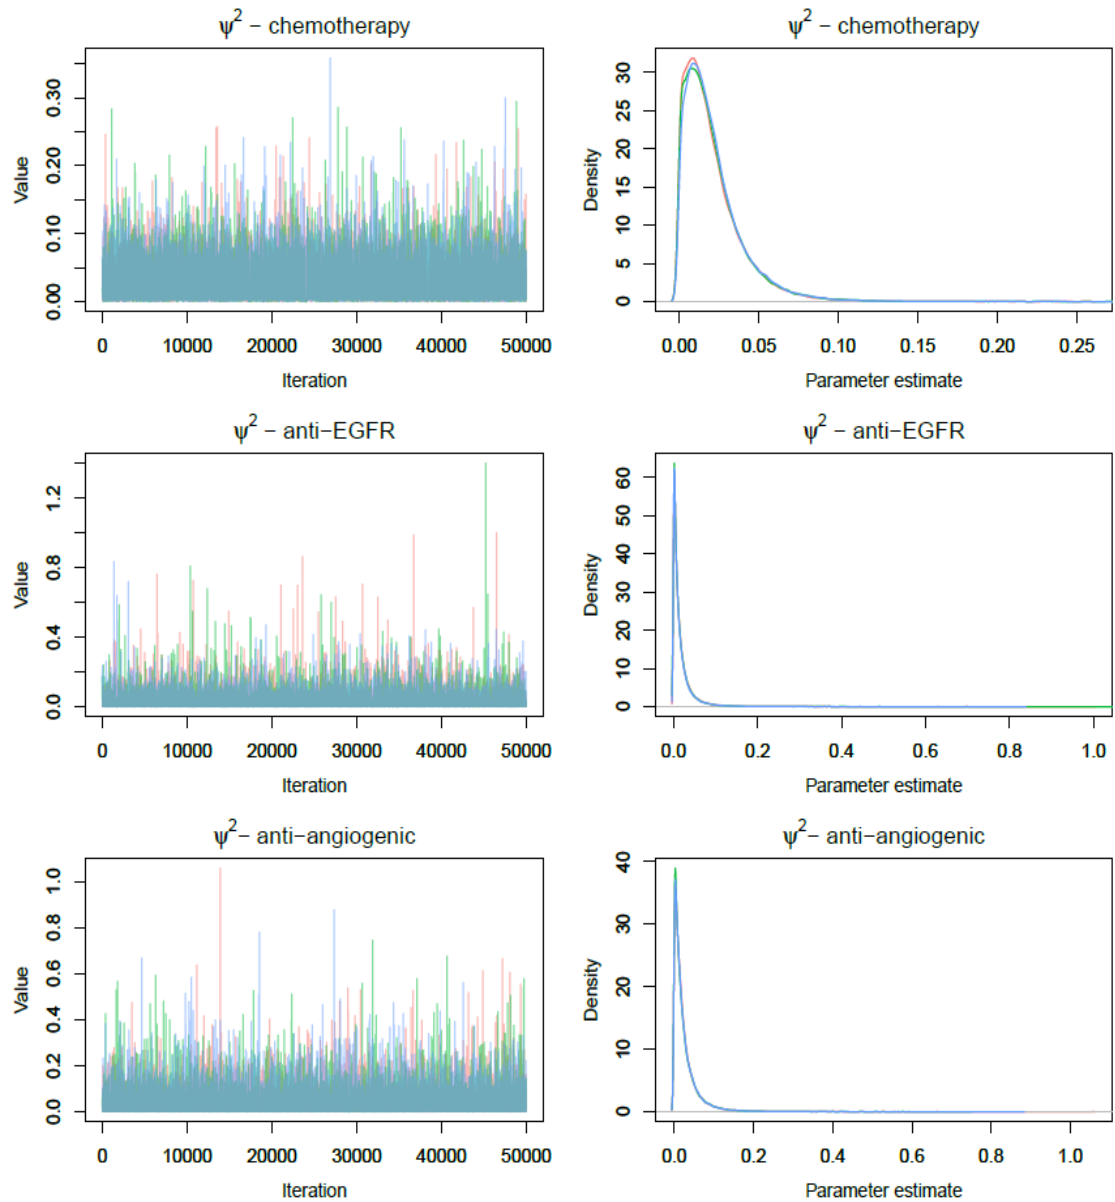 ψ² − chemotherapy
Value
0.00
0.10
0.20
0.30
0 10000 20000 30000 40000 50000
Iteration
ψ² − chemotherapy
Density
0
5
10
15
20
25
30
0.00 0.05 0.10 0.15 0.20 0.25
Parameter estimate
ψ² − anti−EGFR
Value
0.0
0.4
0.8
1.2
0 10000 20000 30000 40000 50000
Iteration
ψ² − anti−EGFR
Density
0
10
20
30
40
50
60
0.0 0.2 0.4 0.6 0.8 1.0
Parameter estimate
ψ²− anti−angiogenic
Value
0.0
0.2
0.4
0.6
0.8
1.0
0 10000 20000 30000 40000 50000
Iteration
ψ²− anti−angiogenic
Density
0
10
20
30
40
0.0 0.2 0.4 0.6 0.8 1.0
Parameter estimate